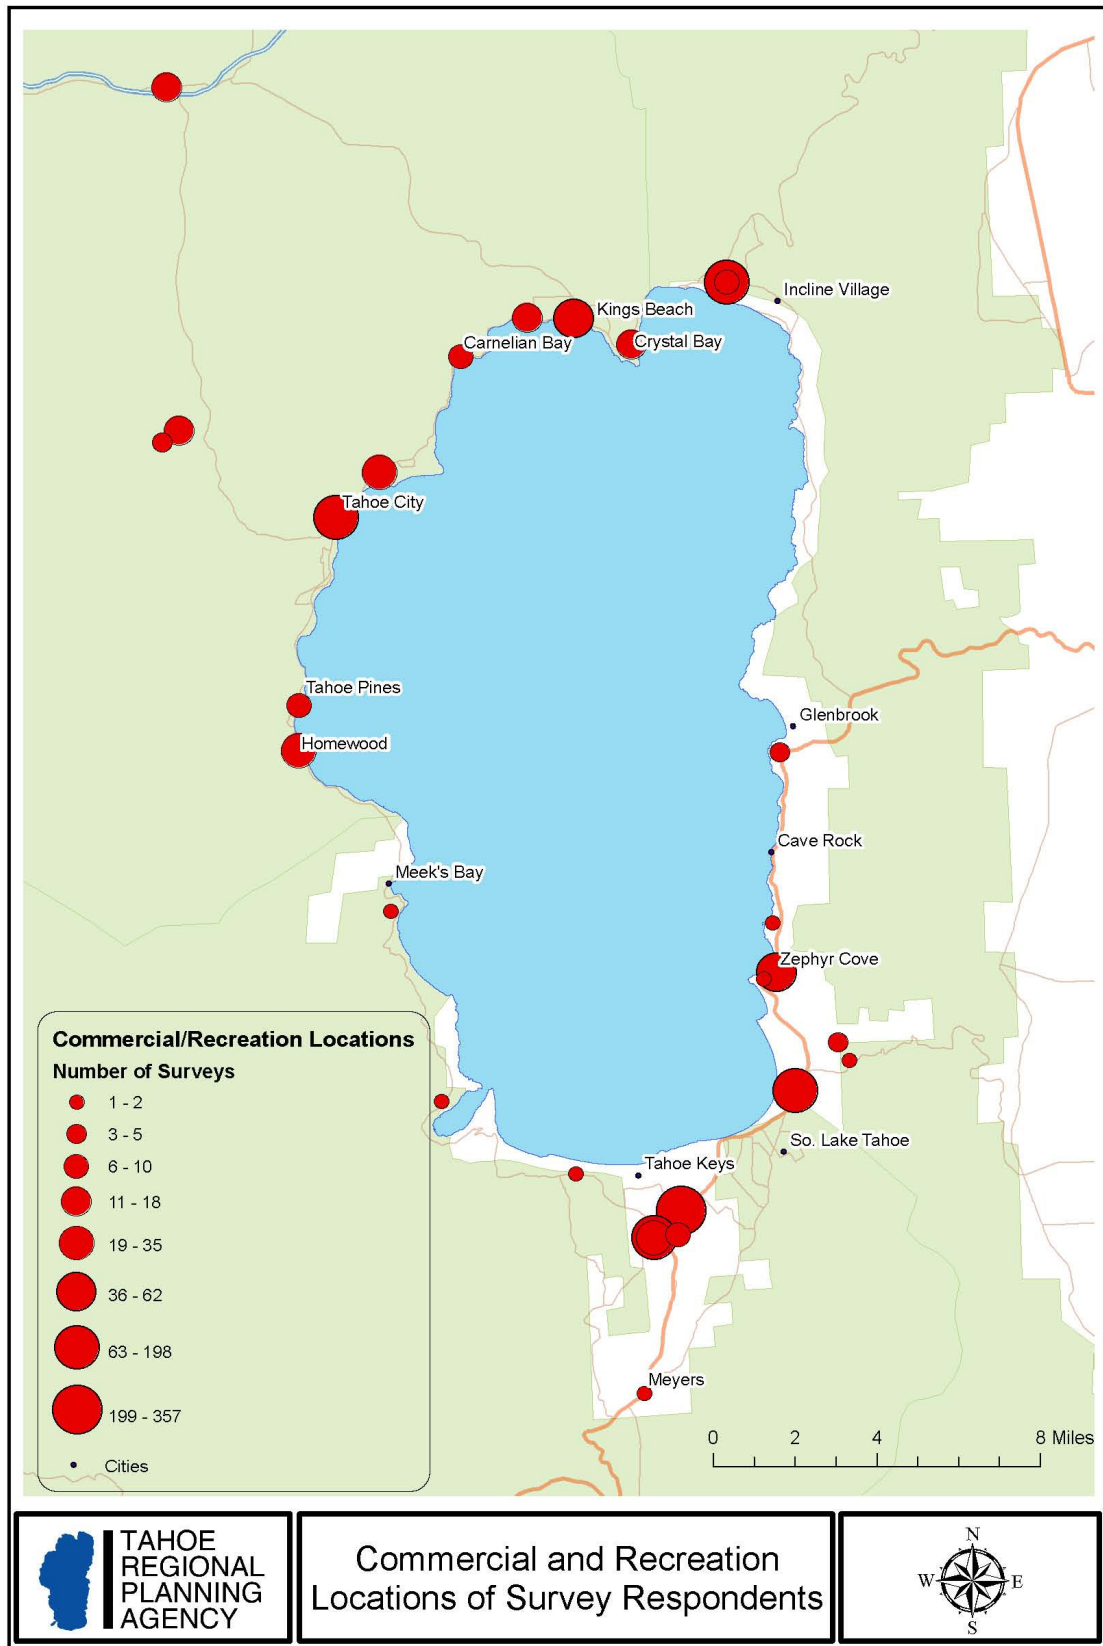 Incline Village
Kings Beach
Crystal Bay
Carnelian Bay
Tahoe City
Tahoe Pines
Homewood
Glenbrook
Cave Rock
Meek's Bay
Zephyr Cove
So. Lake Tahoe
Tahoe Keys
Meyers
Commercial/Recreation Locations
Number of Surveys
1 - 2
3 - 5
6 - 10
11 - 18
19 - 35
36 - 62
63 - 198
199 - 357
Cities
0 2 4 8 Miles
TAHOE
REGIONAL
PLANNING
AGENCY
Commercial and Recreation
Locations of Survey Respondents
N
W E
S